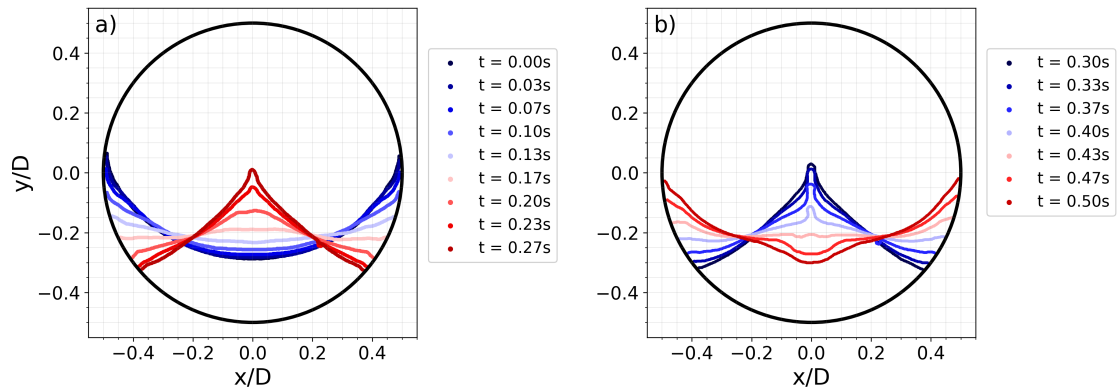 a)
y/D
0.4
0.2
0.0
−0.2
−0.4
−0.4
−0.2
0.0
0.2
0.4
x/D
t = 0.00s
t = 0.03s
t = 0.07s
t = 0.10s
t = 0.13s
t = 0.17s
t = 0.20s
t = 0.23s
t = 0.27s
b)
0.4
0.2
0.0
−0.2
−0.4
−0.4
−0.2
0.0
0.2
0.4
x/D
t = 0.30s
t = 0.33s
t = 0.37s
t = 0.40s
t = 0.43s
t = 0.47s
t = 0.50s